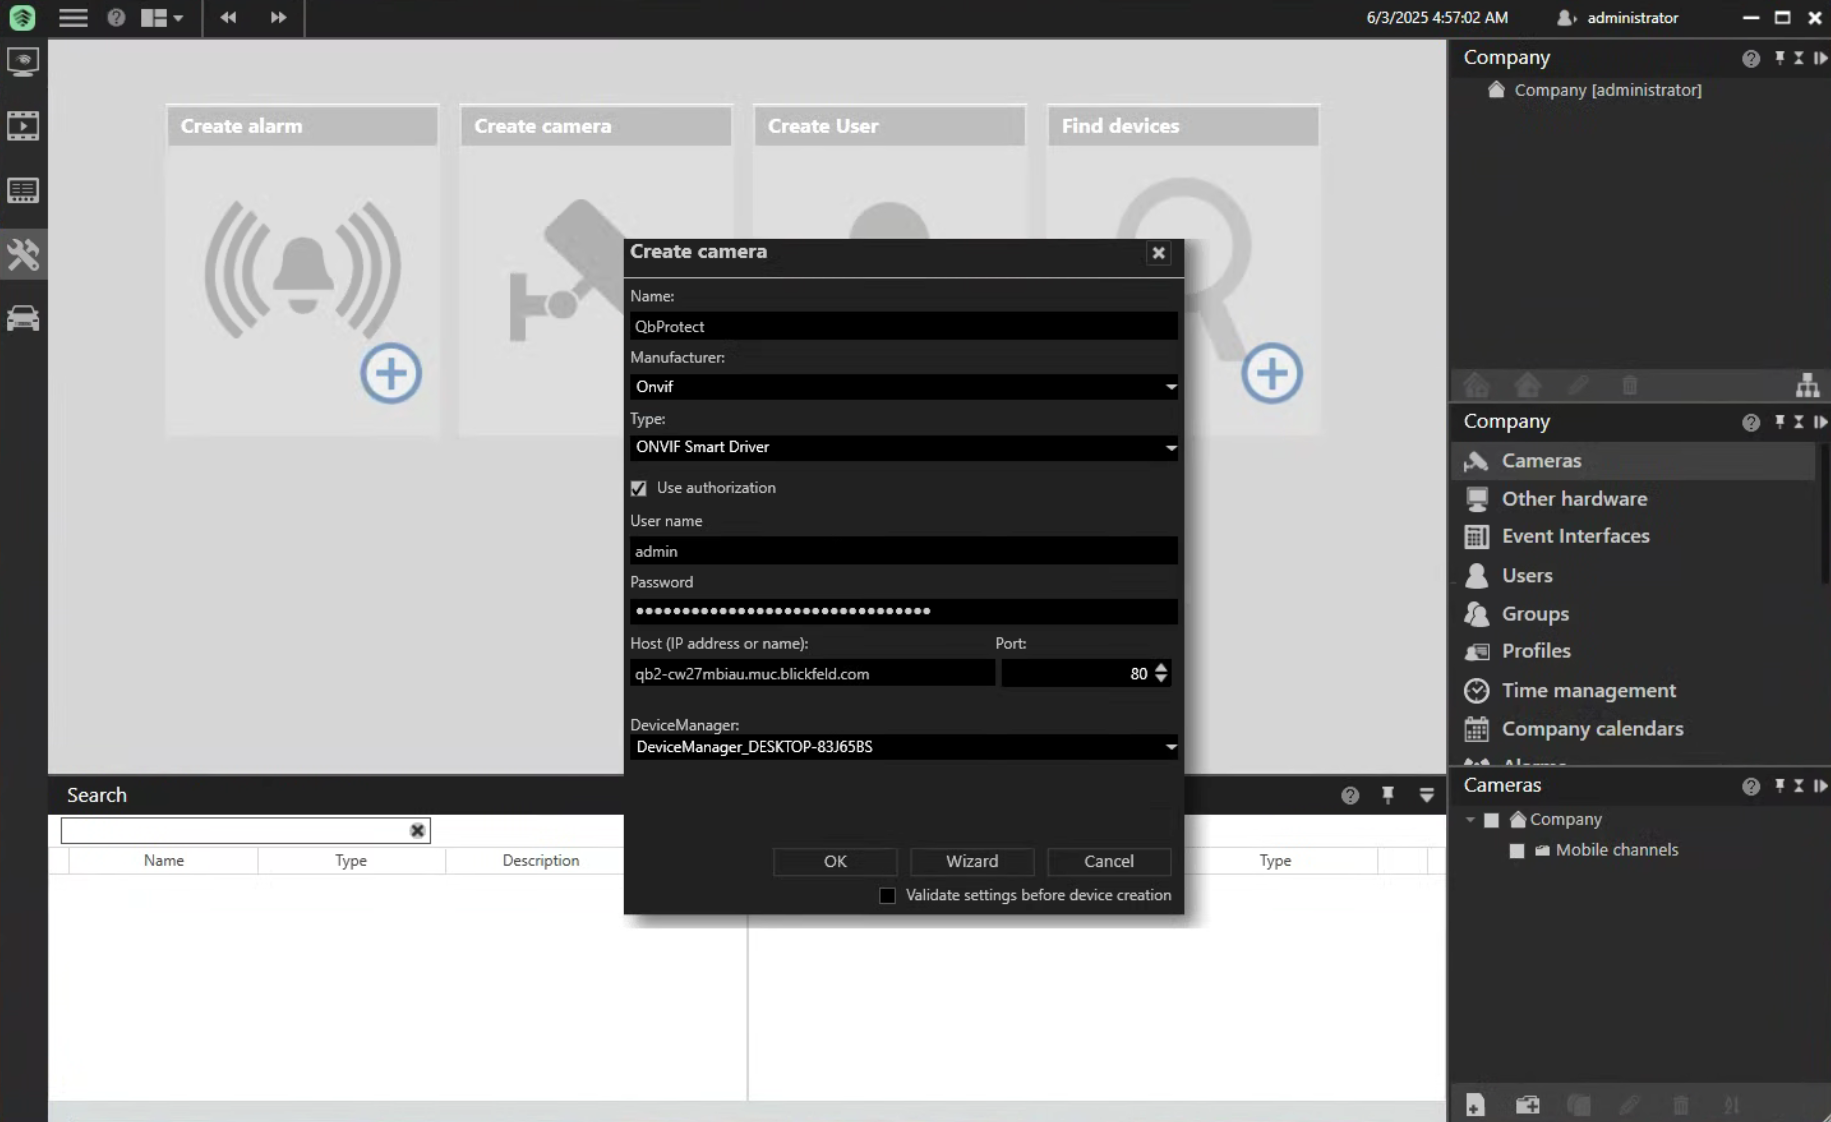 6/3/2025 4:57:02 AM administrator
Create alarm
Create camera
Create User
Find devices
Create camera
Name:
QbProtect
Manufacturer:
Onvif
Type:
ONVIF Smart Driver
Use authorization
User name
admin
Password
Host (IP address or name): Port:
qb2-cw27mbiau.muc.blickfeld.com 80
DeviceManager:
DeviceManager_DESKTOP-83J65BS
OK Wizard Cancel
Validate settings before device creation
Search
Name Type Description Type
Company
Company [administrator]
Company
Cameras
Other hardware
Event Interfaces
Users
Groups
Profiles
Time management
Company calendars
Alarms
Cameras
Company
Mobile channels